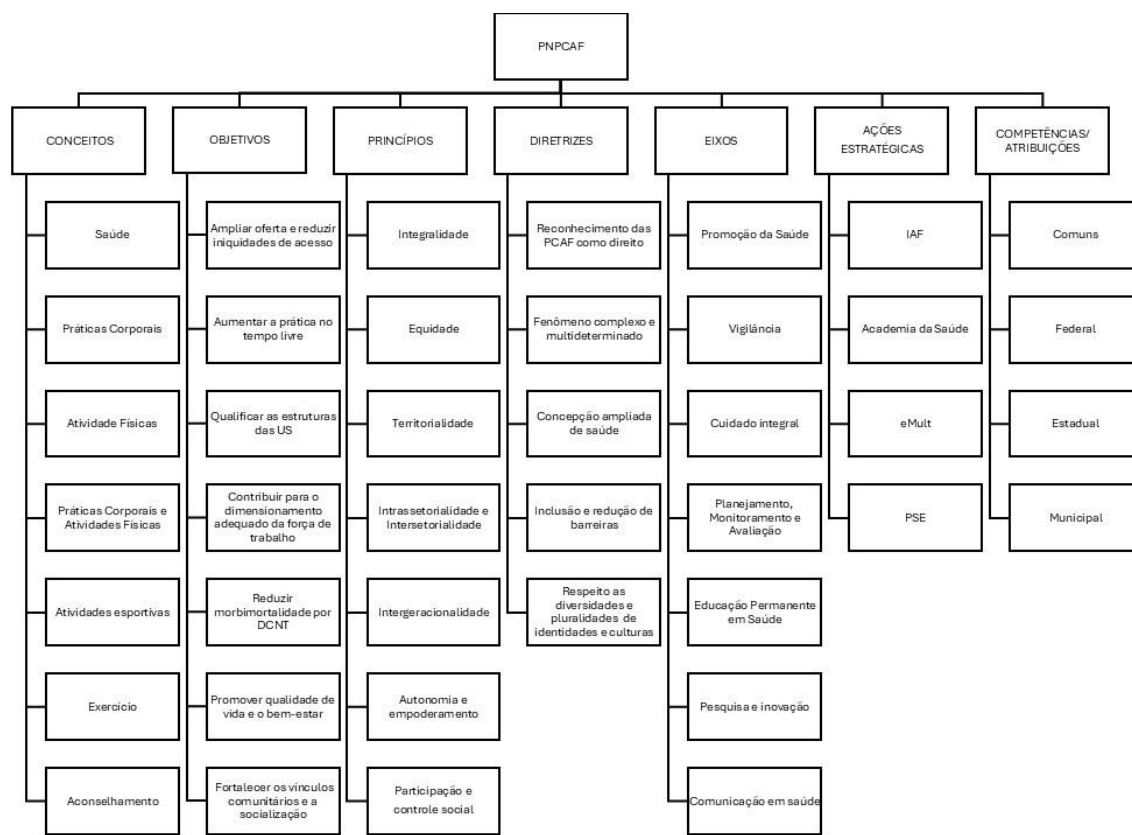 PNPCAF
CONCEITOS
OBJETIVOS
PRINCÍPIOS
DIRETRIZES
EIXOS
AÇÕES
ESTRATÉGICAS
COMPETÊNCIAS/
ATRIBUIÇÕES
Saúde
Práticas Corporais
Atividade Físicas
Práticas Corporais e
Atividades Físicas
Atividades esportivas
Exercício
Aconselhamento
Ampliar oferta e reduzir
iniquidades de acesso
Aumentar a prática no
tempo livre
Qualificar as estruturas
das US
Contribuir para o
dimensionamento
adequado da força de
trabalho
Reduzir
morbimortalidade por
DCNT
Promover qualidade de
vida e o bem-estar
Fortalecer os vínculos
comunitários e a
socialização
Integralidade
Equidade
Territorialidade
Intrassetorialidade e
Intersetorialidade
Intergeracionalidade
Autonomia e
empoderamento
Participação e
controle social
Reconhecimento das
PCAF como direito
Fenômeno complexo e
multideterminado
Concepção ampliada
de saúde
Inclusão e redução de
barreiras
Respeito as
diversidades e
pluralidades de
identidades e culturas
Promoção da Saúde
Vigilância
Cuidado integral
Planejamento,
Monitoramento e
Avaliação
Educação Permanente
em Saúde
Pesquisa e inovação
Comunicação em saúde
IAF
Academia da Saúde
eMult
PSE
Comuns
Federal
Estadual
Municipal